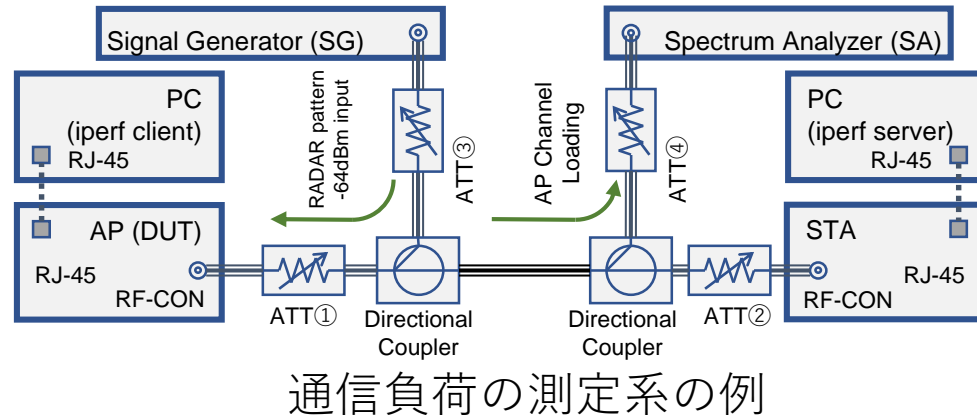 Signal Generator (SG)
Spectrum Analyzer (SA)
PC
(iperf client)
RJ-45
RADAR pattern
-64dBm input
ATT③
AP Channel
Loading
ATT④
PC
(iperf server)
RJ-45
AP (DUT)
RJ-45
RF-CON
ATT①
Directional
Coupler
Directional
Coupler
ATT②
STA
RJ-45
RF-CON
通信負荷の測定系の例